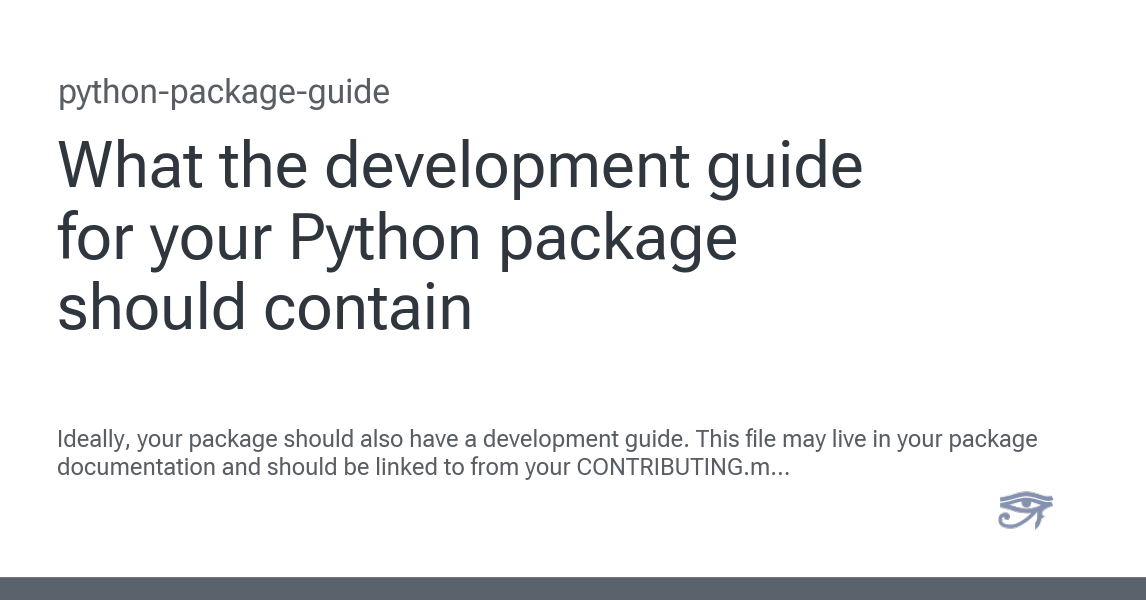 python-package-guide
What the development guide
for your Python package
should contain
Ideally, your package should also have a development guide. This file may live in your package
documentation and should be linked to from your CONTRIBUTING.m...